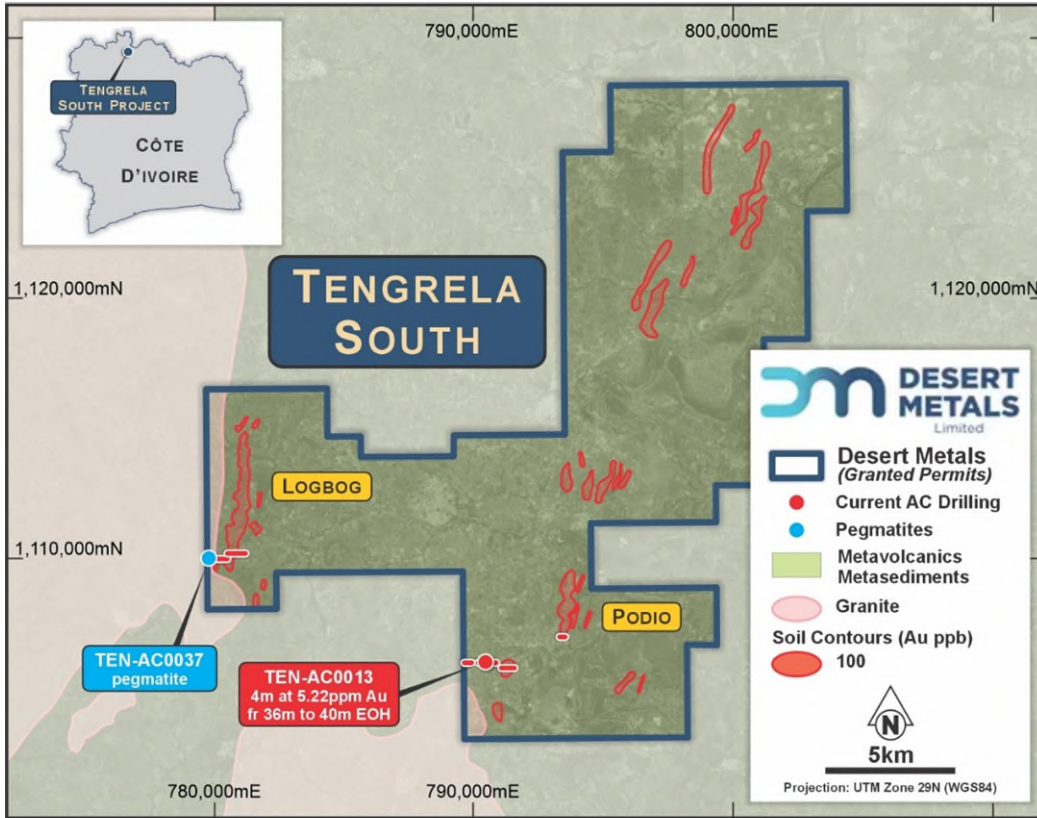 790,000mE
800,000mE
TENGRELA
SOUTH PROJECT
CÔTE
D'IVOIRE
1,120,000mN
TENGRELA
SOUTH
1,120,000mN
LOGBOG
1,110,000mN
PODIO
TEN-AC0037
pegmatite
TEN-AC0013
4m at 5.22ppm Au
fr 36m to 40m EOH
780,000mE
790,000mE
dm DESERT
METALS
Limited
Desert Metals
(Granted Permits)
Current AC Drilling
Pegmatites
Metavolcanics
Metasediments
Granite
Soil Contours (Au ppb)
100
N
5km
Projection: UTM Zone 29N (WGS84)